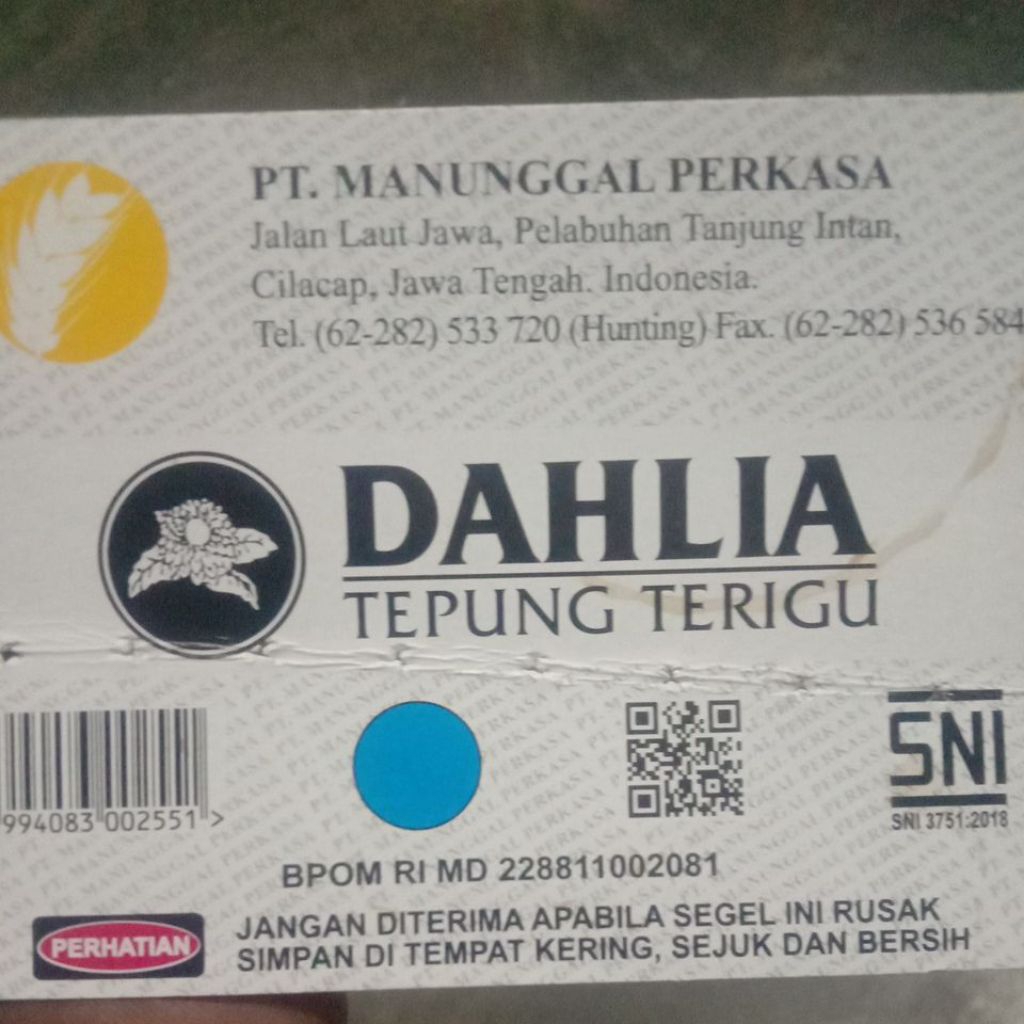 PT. MANUNGGAL PERKASA
Jalan Laut Jawa, Pelabuhan Tanjung Intan,
Cilacap, Jawa Tengah. Indonesia.
Tel. (62-282) 533 720 (Hunting) Fax. (62-282) 536 584
DAHLIA
TEPUNG TERIGU
994083 002551 >
SNI
SNI 3751:2018
BPOM RI MD 228811002081
PERHATIAN
JANGAN DITERIMA APABILA SEGEL INI RUSAK
SIMPAN DI TEMPAT KERING, SEJUK DAN BERSIH